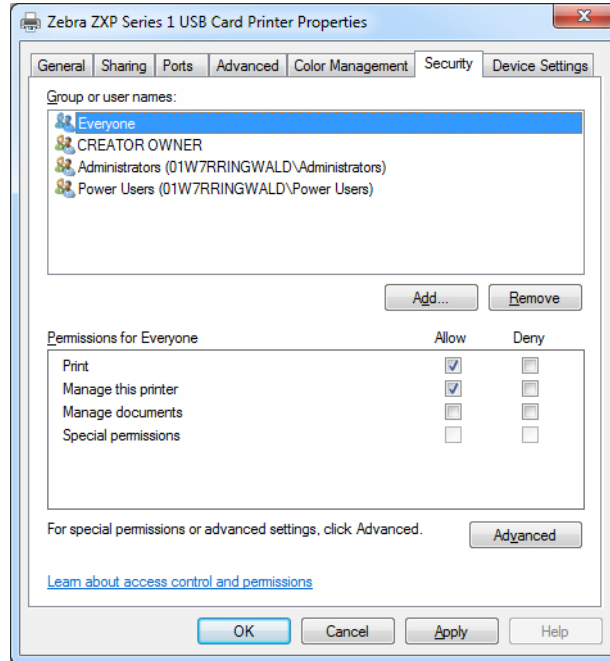 Zebra ZXP Series 1 USB Card Printer Properties
General Sharing Ports Advanced Color Management Security Device Settings
Group or user names:
Everyone
CREATOR OWNER
Administrators (01W7RRINGWALD\Administrators)
Power Users (01W7RRINGWALD\Power Users)
Add... Remove
Permissions for Everyone Allow Deny
Print
Manage this printer
Manage documents
Special permissions
For special permissions or advanced settings, click Advanced. Advanced
Learn about access control and permissions
OK Cancel Apply Help